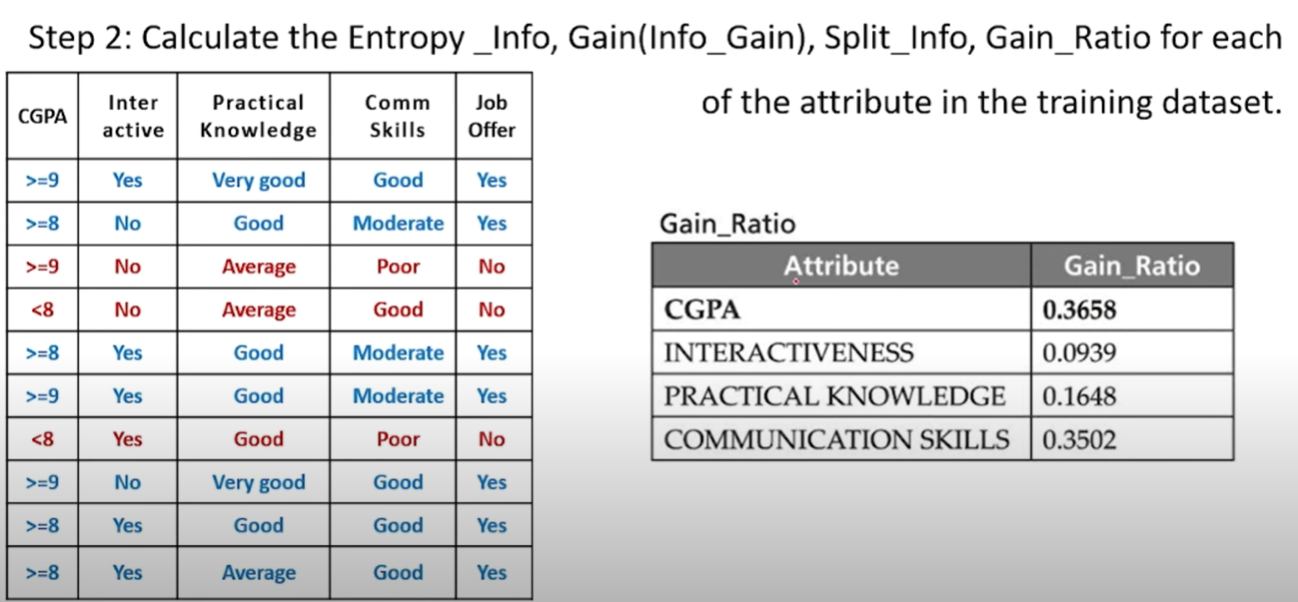 Step 2: Calculate the Entropy _Info, Gain(Info_Gain), Split_Info, Gain_Ratio for each
of the attribute in the training dataset.
CGPA Inter active Practical Knowledge Comm Skills Job Offer
>=9 Yes Very good Good Yes
>=8 No Good Moderate Yes
>=9 No Average Poor No
<8 No Average Good No
>=8 Yes Good Moderate Yes
>=9 Yes Good Moderate Yes
<8 Yes Good Poor No
>=9 No Very good Good Yes
>=8 Yes Good Good Yes
>=8 Yes Average Good Yes
Gain_Ratio
Attribute Gain_Ratio
CGPA 0.3658
INTERACTIVENESS 0.0939
PRACTICAL KNOWLEDGE 0.1648
COMMUNICATION SKILLS 0.3502